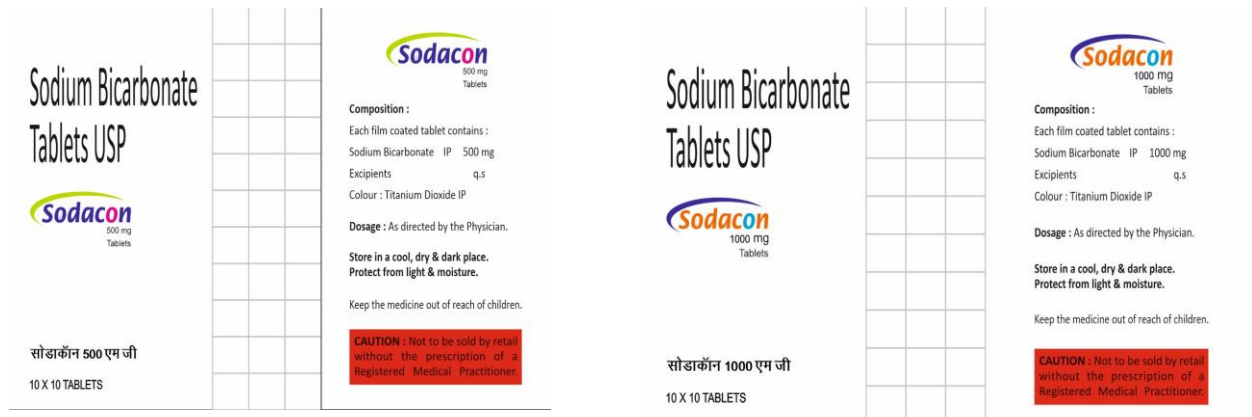 Sodium Bicarbonate
Tablets USP
Sodacon
500 mg
Tablets
सोडाकॅान 500 एम जी
10 X 10 TABLETS
Sodacon
500 mg
Tablets
Composition :
Each film coated tablet contains :
Sodium Bicarbonate IP 500 mg
Excipients q.s
Colour : Titanium Dioxide IP
Dosage : As directed by the Physician.
Store in a cool, dry & dark place.
Protect from light & moisture.
Keep the medicine out of reach of children.
CAUTION : Not to be sold by retail
without the prescription of a
Registered Medical Practitioner.
Sodium Bicarbonate
Tablets USP
Sodacon
1000 mg
Tablets
सोडाकॅान 1000 एम जी
10 X 10 TABLETS
Sodacon
1000 mg
Tablets
Composition :
Each film coated tablet contains :
Sodium Bicarbonate IP 1000 mg
Excipients q.s
Colour : Titanium Dioxide IP
Dosage : As directed by the Physician.
Store in a cool, dry & dark place.
Protect from light & moisture.
Keep the medicine out of reach of children.
CAUTION : Not to be sold by retail
without the prescription of a
Registered Medical Practitioner.